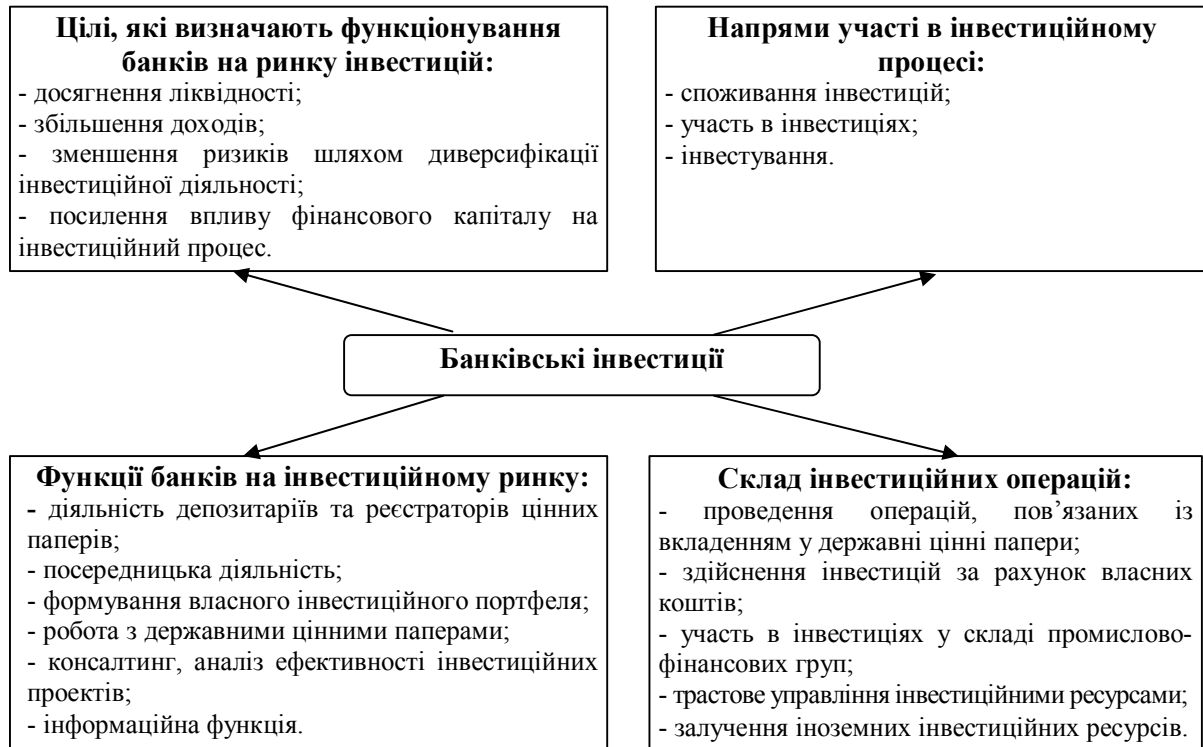 Цілі, які визначають функціонування
банків на ринку інвестицій:
- досягнення ліквідності;
- збільшення доходів;
- зменшення ризиків шляхом диверсифікації
інвестиційної діяльності;
- посилення впливу фінансового капіталу на
інвестиційний процес.
Напрями участі в інвестиційному
процесі:
- споживання інвестицій;
- участь в інвестиціях;
- інвестування.
Банківські інвестиції
Функції банків на інвестиційному ринку:
- діяльність депозитаріїв та реєстраторів цінних
паперів;
- посередницька діяльність;
- формування власного інвестиційного портфеля;
- робота з державними цінними паперами;
- консалтинг, аналіз ефективності інвестиційних
проектів;
- інформаційна функція.
Склад інвестиційних операцій:
- проведення операцій, пов’язаних із
вкладенням у державні цінні папери;
- здійснення інвестицій за рахунок власних
коштів;
- участь в інвестиціях у складі промислово-
фінансових груп;
- трастове управління інвестиційними ресурсами;
- залучення іноземних інвестиційних ресурсів.